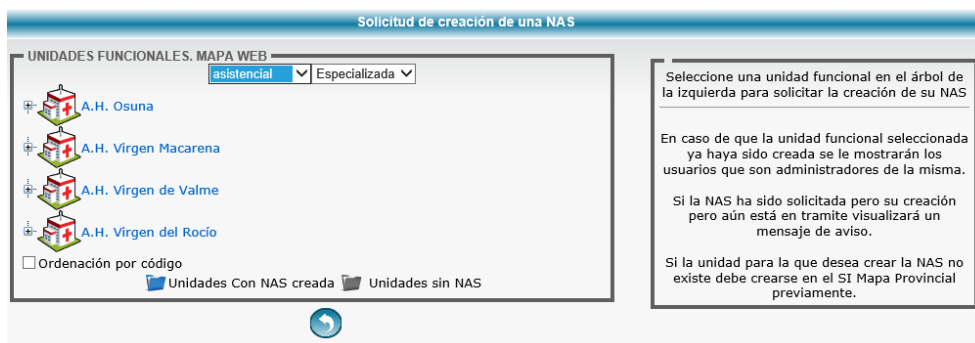 Solicitud de creación de una NAS
UNIDADES FUNCIONALES. MAPA WEB
asistencial Especializada
A.H. Osuna
A.H. Virgen Macarena
A.H. Virgen de Valme
A.H. Virgen del Rocío
Ordenación por código
Unidades Con NAS creada Unidades sin NAS
Seleccione una unidad funcional en el árbol de
la izquierda para solicitar la creación de su NAS
En caso de que la unidad funcional seleccionada
ya haya sido creada se le mostrarán los
usuarios que son administradores de la misma.
Si la NAS ha sido solicitada pero su creación
pero aún está en tramite visualizará un
mensaje de aviso.
Si la unidad para la que desea crear la NAS no
existe debe crearse en el SI Mapa Provincial
previamente.